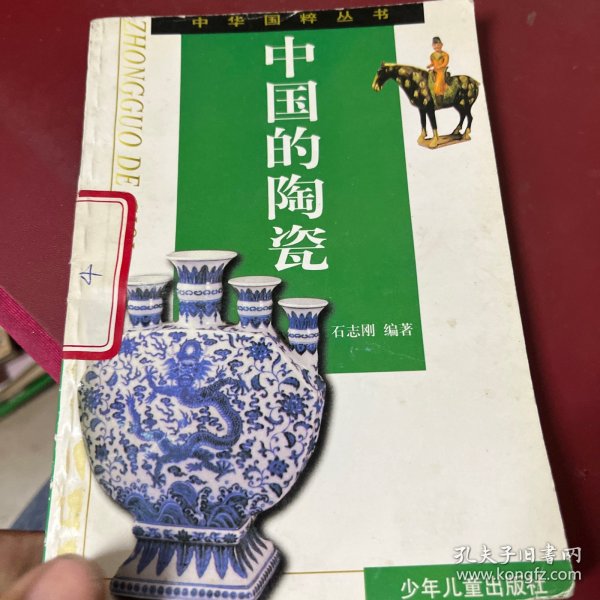 中华国粹丛书
ZHONGGUO DE
中国的陶瓷
石志刚 编著
4
少年儿童出版社
孔夫子旧书网
www.kongfz.com